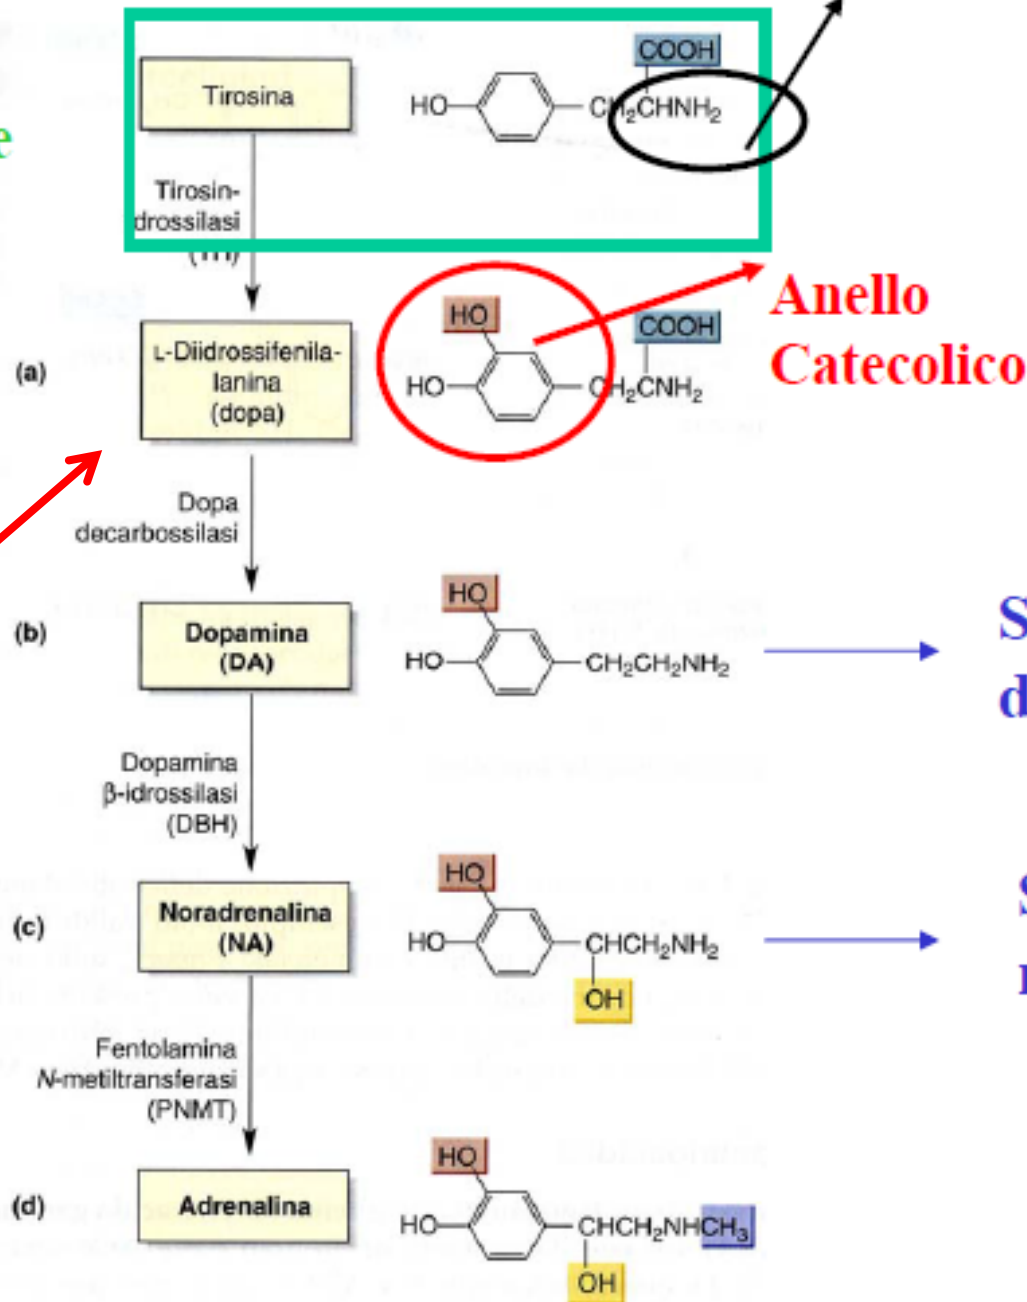 COOH
Tirosina
HO
CH₂CHNH₂
e
Tirosin-
drossilasi
(TH)
Anello
Catecolico
HO
COOH
(a)
L-Diidrossifenila-
lanina
(dopa)
HO
CH₂CNH₂
Dopa
decarbossilasi
HO
(b)
Dopamina
(DA)
HO
CH₂CH₂NH₂
S
d
Dopamina
β-idrossilasi
(DBH)
HO
(c)
Noradrenalina
(NA)
HO
CHCH₂NH₂
OH
Fentolamina
N-metiltransferasi
(PNMT)
HO
(d)
Adrenalina
HO
CHCH₂NHCH₃
OH